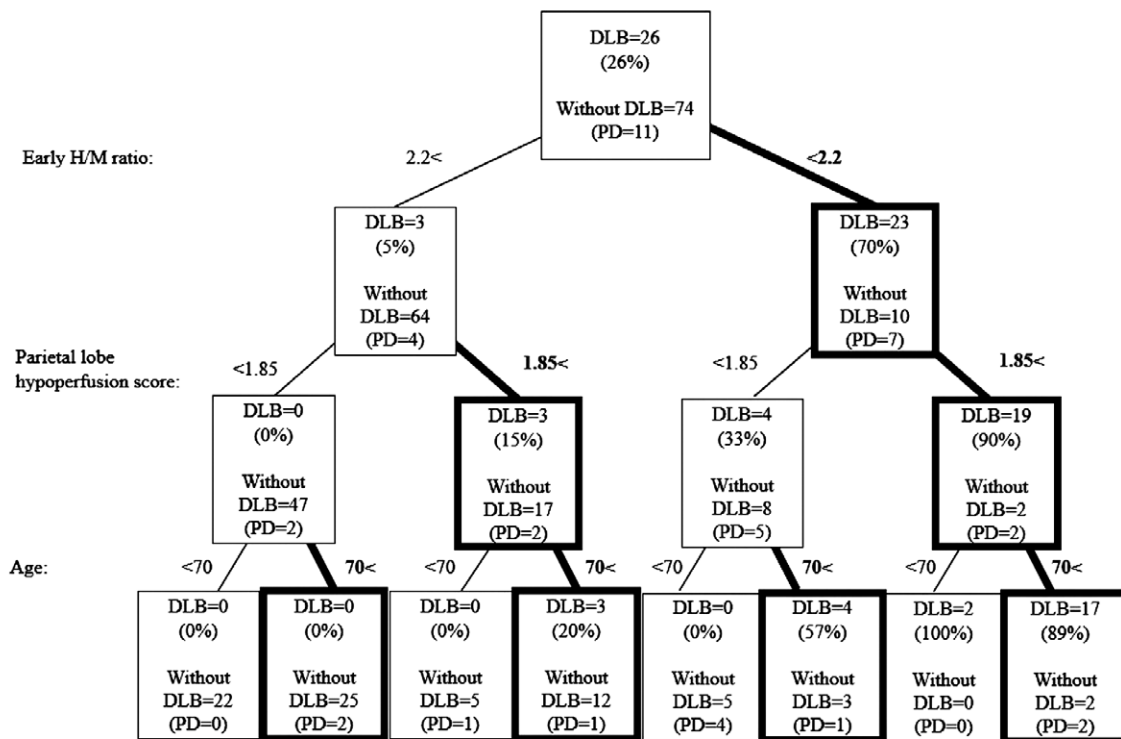 DLB=26
(26%)
Without DLB=74
(PD=11)
Early H/M ratio:
2.2<
<2.2
DLB=3
(5%)
Without
DLB=64
(PD=4)
DLB=23
(70%)
Without
DLB=10
(PD=7)
Parietal lobe
hypoperfusion score:
<1.85
1.85<
<1.85
1.85<
DLB=0
(0%)
Without
DLB=47
(PD=2)
DLB=3
(15%)
Without
DLB=17
(PD=2)
DLB=4
(33%)
Without
DLB=8
(PD=5)
DLB=19
(90%)
Without
DLB=2
(PD=2)
Age:
<70
70<
<70
70<
<70
70<
<70
70<
DLB=0
(0%)
Without
DLB=22
(PD=0)
DLB=0
(0%)
Without
DLB=25
(PD=2)
DLB=0
(0%)
Without
DLB=5
(PD=1)
DLB=3
(20%)
Without
DLB=12
(PD=1)
DLB=0
(0%)
Without
DLB=5
(PD=4)
DLB=4
(57%)
Without
DLB=3
(PD=1)
DLB=2
(100%)
Without
DLB=0
(PD=0)
DLB=17
(89%)
Without
DLB=2
(PD=2)